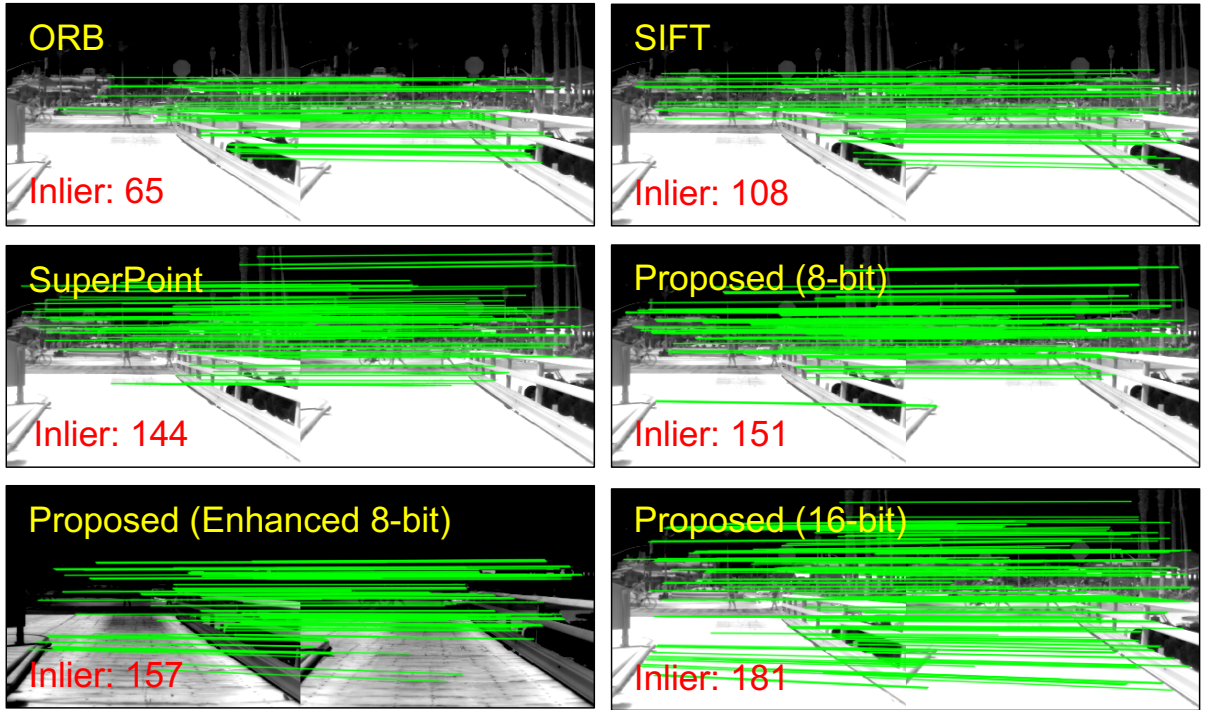 ORB
Inlier: 65
SIFT
Inlier: 108
SuperPoint
Inlier: 144
Proposed (8-bit)
Inlier: 151
Proposed (Enhanced 8-bit)
Inlier: 157
Proposed (16-bit)
Inlier: 181